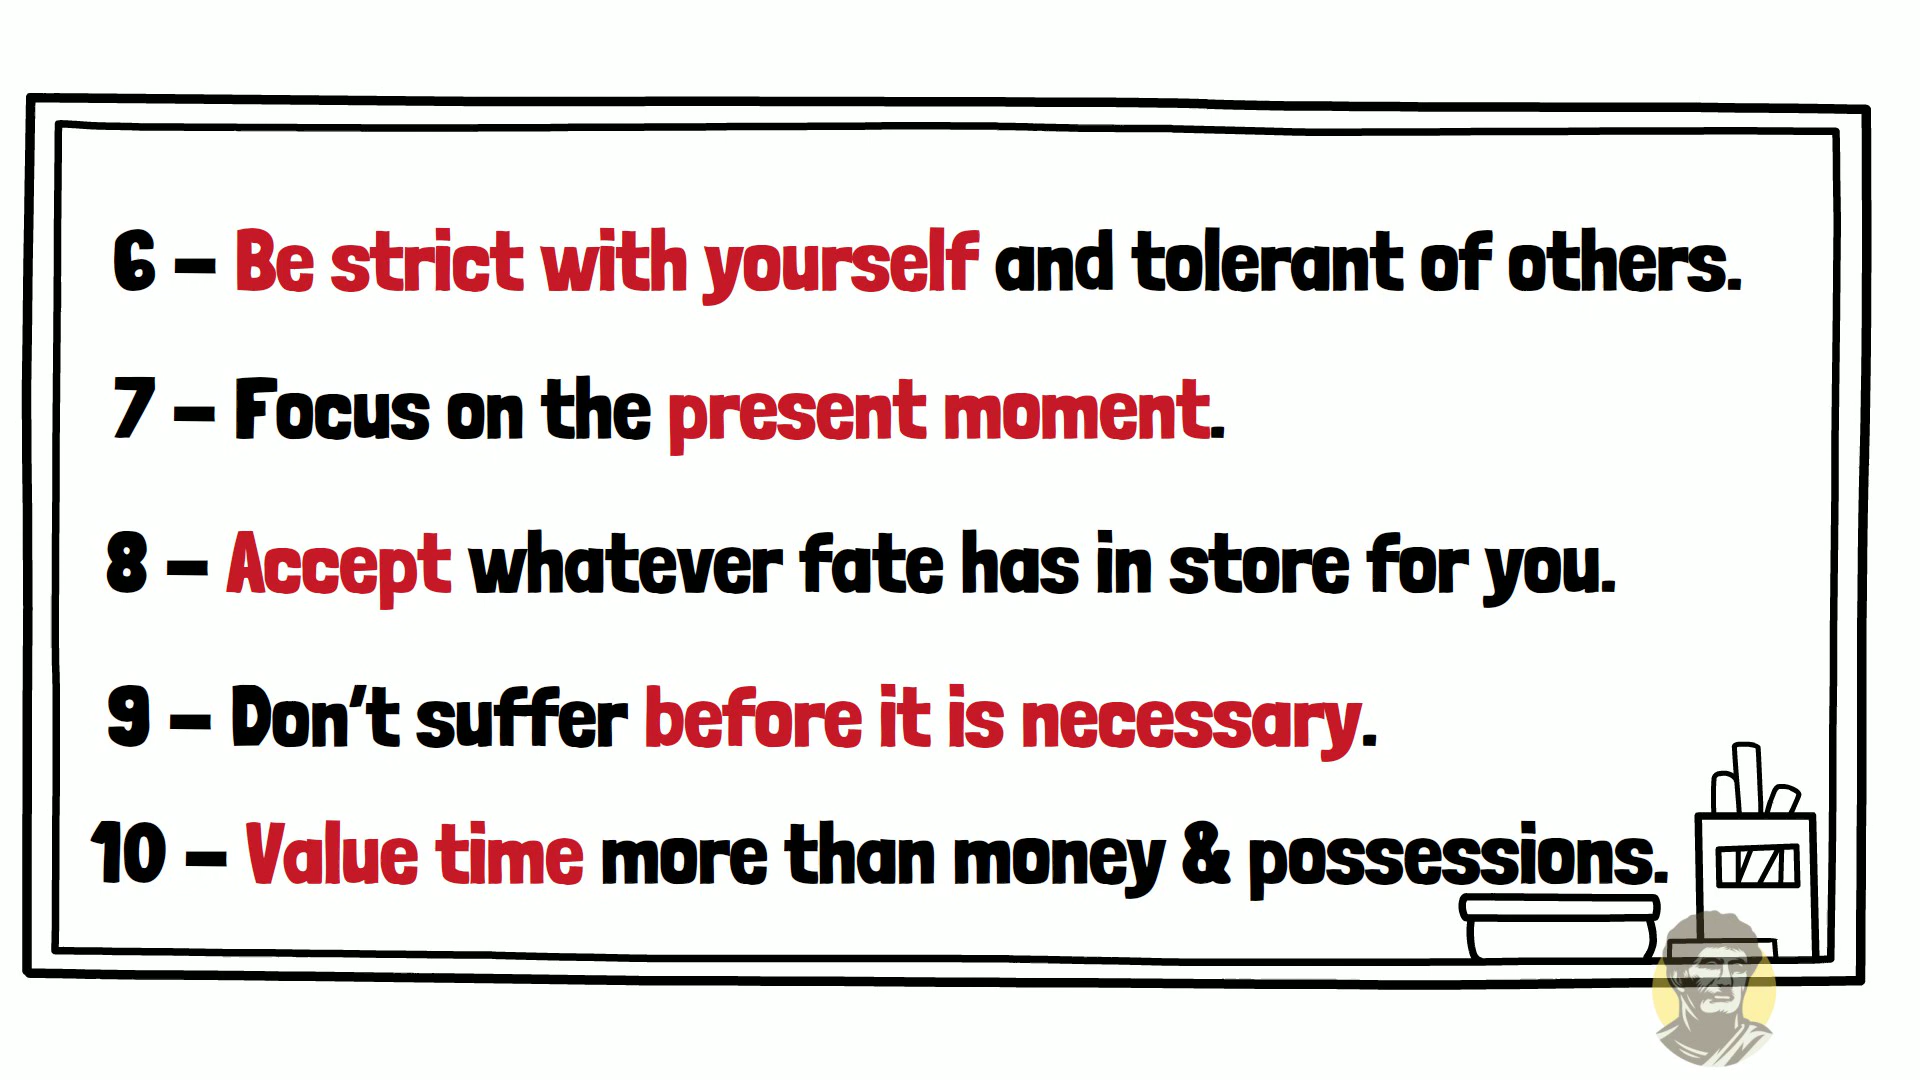 6 – Be strict with yourself and tolerant of others.
7 – Focus on the present moment.
8 – Accept whatever fate has in store for you.
9 – Don't suffer before it is necessary.
10 – Value time more than money & possessions.